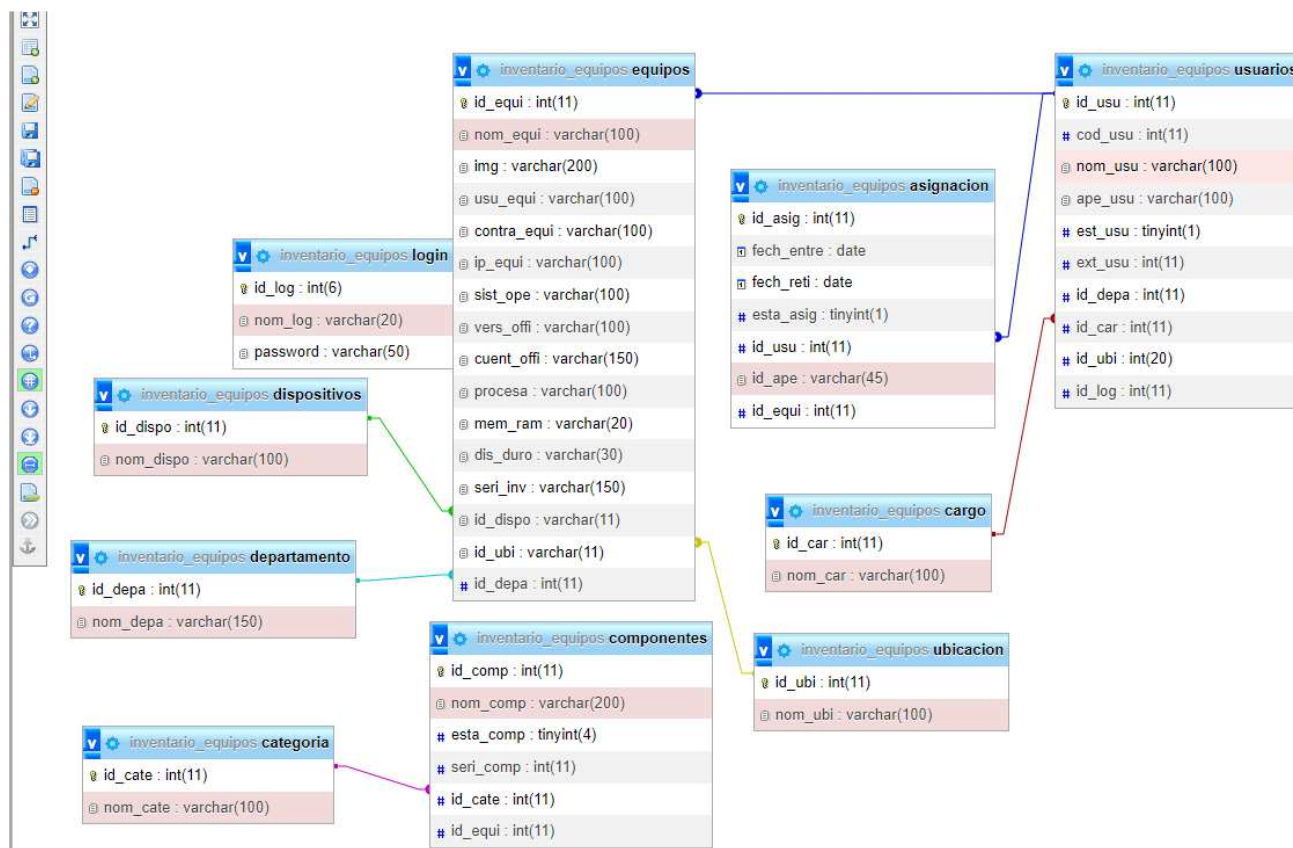 inventario_equipos equipos
id_equi : int(11)
nom_equi : varchar(100)
img : varchar(200)
usu_equi : varchar(100)
contra_equi : varchar(100)
ip_equi : varchar(100)
sist_ope : varchar(100)
vers_offi : varchar(100)
cuent_offi : varchar(150)
procesa : varchar(100)
mem_ram : varchar(20)
dis_duro : varchar(30)
seri_inv : varchar(150)
id_dispo : varchar(11)
id_ubi : varchar(11)
# id_depa : int(11)
inventario_equipos usuarios
id_usu : int(11)
# cod_usu : int(11)
nom_usu : varchar(100)
ape_usu : varchar(100)
# est_usu : tinyint(1)
# ext_usu : int(11)
# id_depa : int(11)
# id_car : int(11)
# id_ubi : int(20)
# id_log : int(11)
inventario_equipos asignacion
id_asig : int(11)
fech_entre : date
fech_reti : date
# esta_asig : tinyint(1)
# id_usu : int(11)
id_ape : varchar(45)
# id_equi : int(11)
inventario_equipos login
id_log : int(6)
nom_log : varchar(20)
password : varchar(50)
inventario_equipos dispositivos
id_dispo : int(11)
nom_dispo : varchar(100)
inventario_equipos cargo
id_car : int(11)
nom_car : varchar(100)
inventario_equipos departamento
id_depa : int(11)
nom_depa : varchar(150)
inventario_equipos componentes
id_comp : int(11)
nom_comp : varchar(200)
# esta_comp : tinyint(4)
# seri_comp : int(11)
# id_cate : int(11)
# id_equi : int(11)
inventario_equipos ubicacion
id_ubi : int(11)
nom_ubi : varchar(100)
inventario_equipos categoria
id_cate : int(11)
nom_cate : varchar(100)